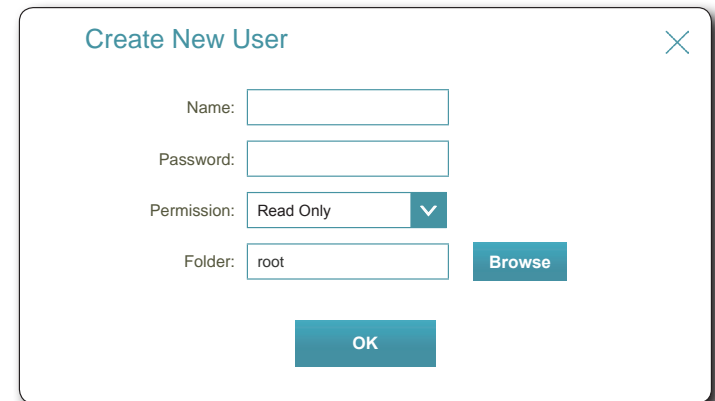 Create New User
Name:
Password:
Permission: Read Only
Folder: root Browse
OK